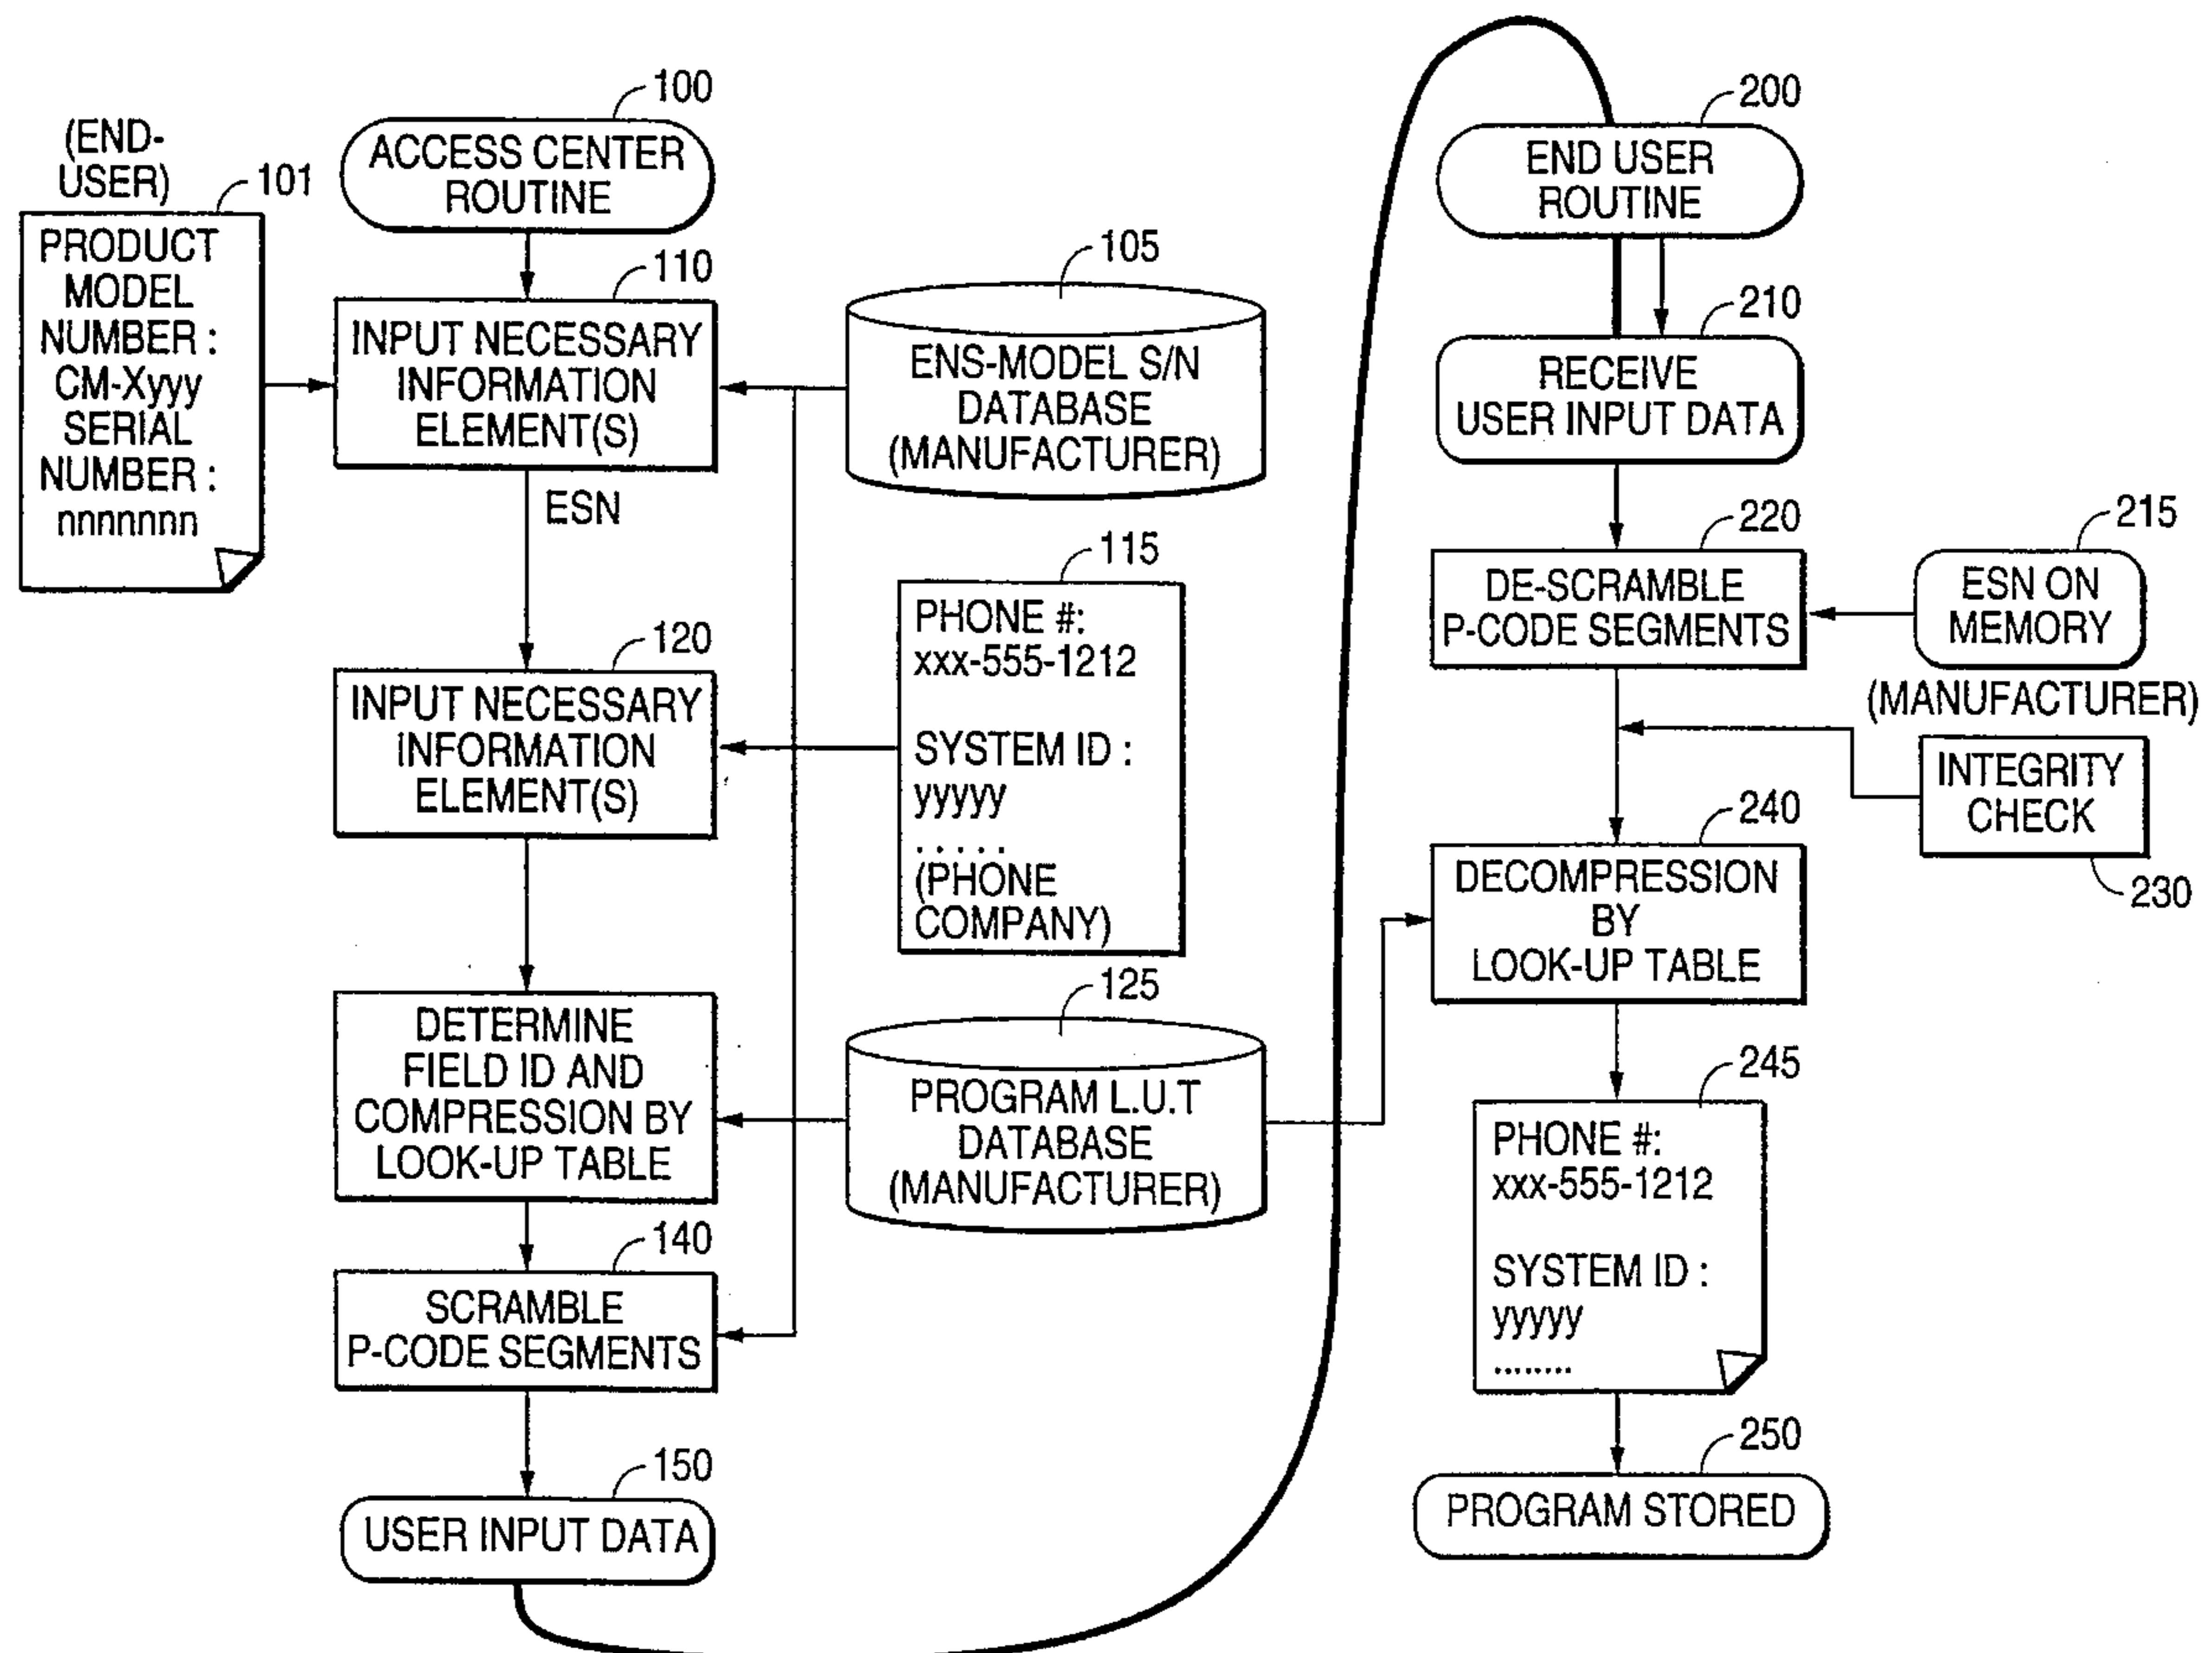 100
ACCESS CENTER
ROUTINE
(END-
USER)
101
PRODUCT
MODEL
NUMBER :
CM-Xyyy
SERIAL
NUMBER :
nnnnnnn
110
INPUT NECESSARY
INFORMATION
ELEMENT(S)
ESN
105
ENS-MODEL S/N
DATABASE
(MANUFACTURER)
120
INPUT NECESSARY
INFORMATION
ELEMENT(S)
115
PHONE #:
xxx-555-1212
SYSTEM ID :
yyyyy
.....
(PHONE
COMPANY)
DETERMINE
FIELD ID AND
COMPRESSION BY
LOOK-UP TABLE
125
PROGRAM L.U.T
DATABASE
(MANUFACTURER)
140
SCRAMBLE
P-CODE SEGMENTS
150
USER INPUT DATA
200
END USER
ROUTINE
210
RECEIVE
USER INPUT DATA
220
DE-SCRAMBLE
P-CODE SEGMENTS
215
ESN ON
MEMORY
(MANUFACTURER)
INTEGRITY
CHECK
230
240
DECOMPRESSION
BY
LOOK-UP TABLE
245
PHONE #:
xxx-555-1212
SYSTEM ID :
yyyyy
........
250
PROGRAM STORED